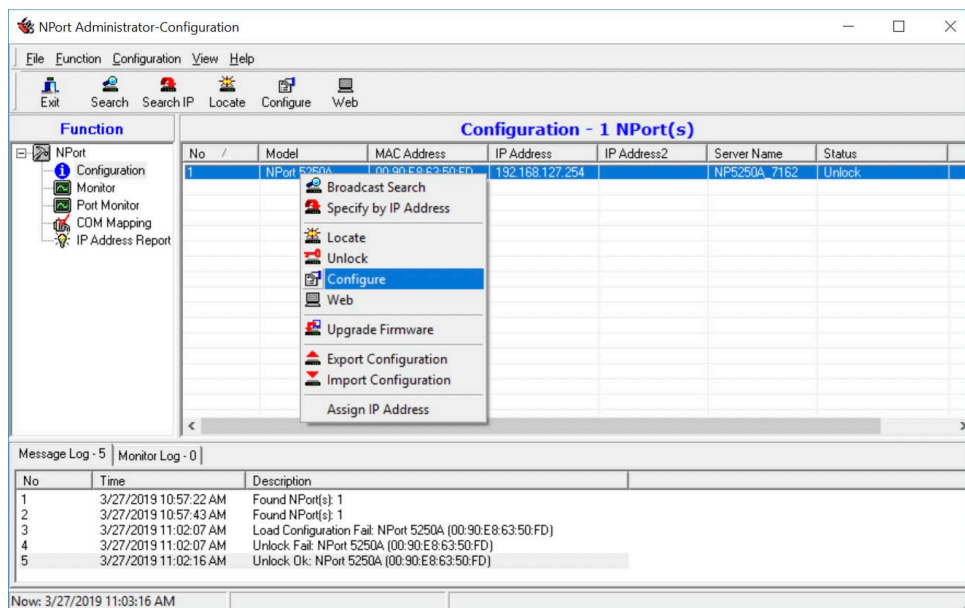 NPort Administrator-Configuration
File Function Configuration View Help
Exit Search Search IP Locate Configure Web
Function
Configuration - 1 NPort(s)
NPort
Configuration
Monitor
Port Monitor
COM Mapping
IP Address Report
No Model MAC Address IP Address IP Address2 Server Name Status
1 NPort 5250A 00:90:E8:63:50:FD 192.168.127.254 NP5250A_7162 Unlock
Broadcast Search
Specify by IP Address
Locate
Unlock
Configure
Web
Upgrade Firmware
Export Configuration
Import Configuration
Assign IP Address
Message Log - 5 Monitor Log - 0
No Time Description
1 3/27/2019 10:57:22 AM Found NPort(s): 1
2 3/27/2019 10:57:43 AM Found NPort(s): 1
3 3/27/2019 11:02:07 AM Load Configuration Fail: NPort 5250A (00:90:E8:63:50:FD)
4 3/27/2019 11:02:07 AM Unlock Fail: NPort 5250A (00:90:E8:63:50:FD)
5 3/27/2019 11:02:16 AM Unlock Ok: NPort 5250A (00:90:E8:63:50:FD)
Now: 3/27/2019 11:03:16 AM